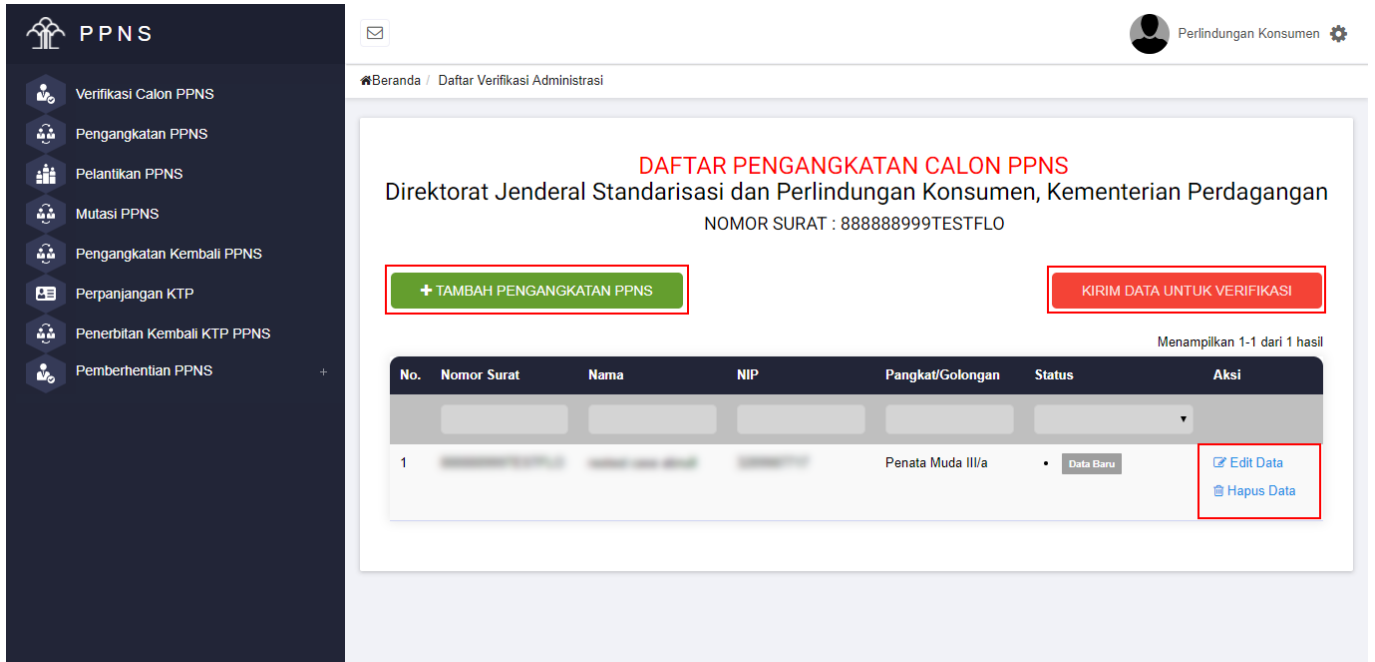 PPNS
Perlindungan Konsumen
Beranda / Daftar Verifikasi Administrasi
Verifikasi Calon PPNS
Pengangkatan PPNS
Pelantikan PPNS
Mutasi PPNS
Pengangkatan Kembali PPNS
Perpanjangan KTP
Penerbitan Kembali KTP PPNS
Pemberhentian PPNS +
DAFTAR PENGANGKATAN CALON PPNS
Direktorat Jenderal Standarisasi dan Perlindungan Konsumen, Kementerian Perdagangan
NOMOR SURAT : 888888999TESTFLO
+ TAMBAH PENGANGKATAN PPNS
KIRIM DATA UNTUK VERIFIKASI
Menampilkan 1-1 dari 1 hasil
No. Nomor Surat Nama NIP Pangkat/Golongan Status Aksi
1 Penata Muda III/a • Data Baru Edit Data
Hapus Data